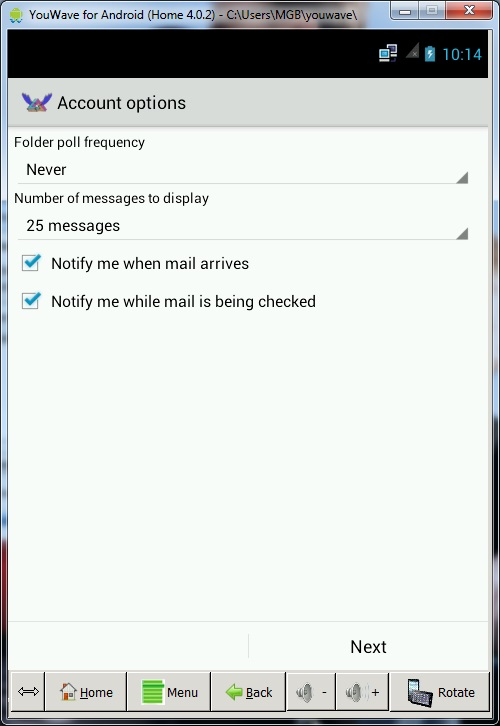 YouWave for Android (Home 4.0.2) - C:\Users\MGB\youwave\
10:14
Account options
Folder poll frequency
Never
Number of messages to display
25 messages
Notify me when mail arrives
Notify me while mail is being checked
Next
Home Menu Back - + Rotate